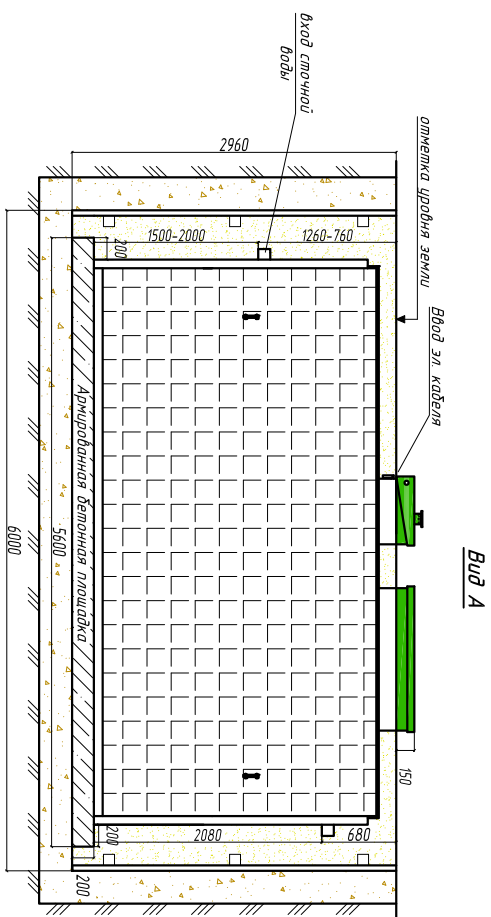 Вид А
отметка уровня земли
Ввод эл. кабеля
вход сточной
воды
2960
1500-2000
1260-760
200
150
2080
680
200
200
Армированная бетонная площадка
5600
6000